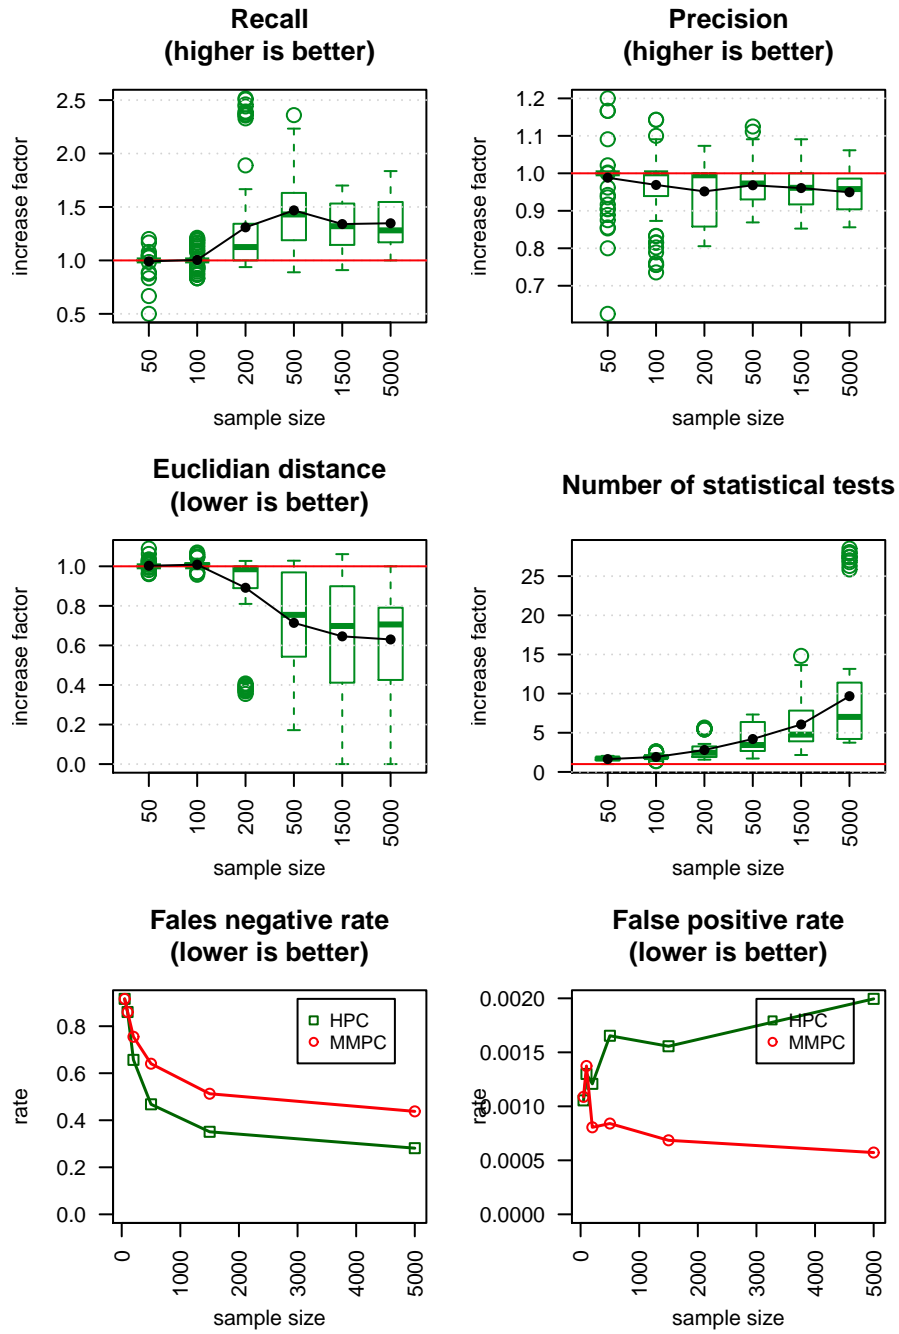 Recall
(higher is better)
increase factor
2.5
2.0
1.5
1.0
0.5
50
100
200
500
1500
5000
sample size
Precision
(higher is better)
increase factor
1.2
1.1
1.0
0.9
0.8
0.7
50
100
200
500
1500
5000
sample size
Euclidian distance
(lower is better)
increase factor
1.0
0.8
0.6
0.4
0.2
0.0
50
100
200
500
1500
5000
sample size
Number of statistical tests
increase factor
25
15
10
5
0
50
100
200
500
1500
5000
sample size
Fales negative rate
(lower is better)
rate
0.8
0.6
0.4
0.2
0.0
HPC
MMPC
0
1000
2000
3000
4000
5000
sample size
False positive rate
(lower is better)
rate
0.0020
0.0015
0.0010
0.0005
0.0000
HPC
MMPC
0
1000
2000
3000
4000
5000
sample size